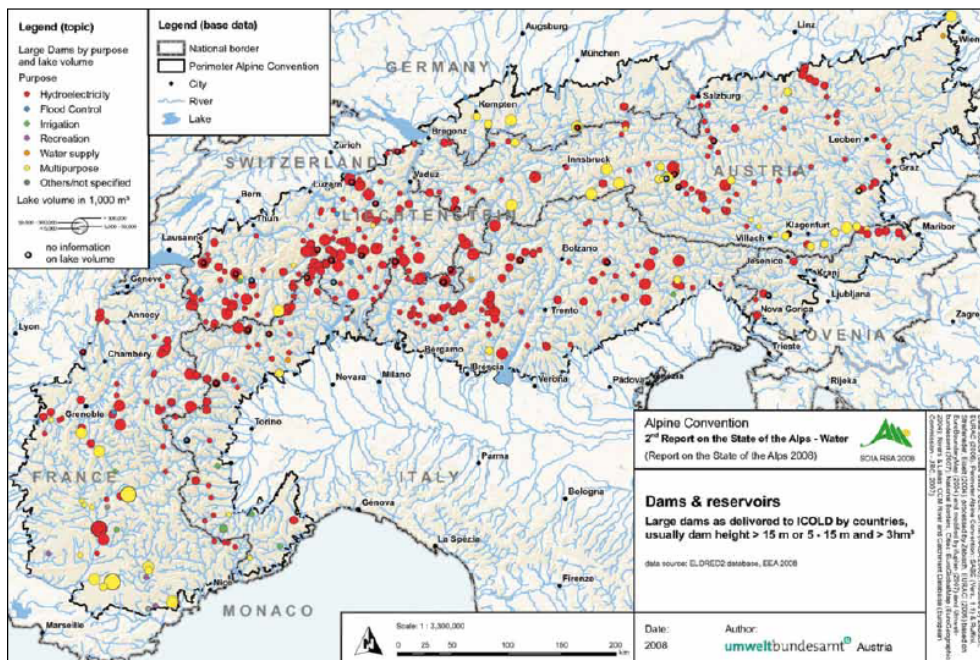 Legend (topic)
Large Dams by purpose
and lake volume
Purpose
Hydroelectricity
Flood Control
Irrigation
Recreation
Water supply
Multipurpose
Others/not specified
Lake volume in 1,000 m³
no information
on lake volume
Legend (base data)
National border
Perimeter Alpine Convention
City
River
Lake
Augsburg
Linz
Wien
München
GERMANY
Salzburg
Kempten
Bregenz
Leoben
Zürich
Innsbruck
Graz
SWITZERLAND
Vaduz
AUSTRIA
Luzern
Bern
LIECHTENSTEIN
Thun
Klagenfurt
Maribor
Villach
Lausanne
Bolzano
Jesenice
Kranj
Genève
Ljubljana
Annecy
Trento
Nova Gorica
Lyon
SLOVENIA
Zagre
Trieste
Chambéry
Bergamo
Brescia
Novara
Milano
Verona
Padova
Venezia
Rijeka
Grenoble
Torino
Parma
FRANCE
ITALY
Bologna
Genova
La Spezia
Nice
Firenze
MONACO
Marseille
Alpine Convention
2nd Report on the State of the Alps - Water
(Report on the State of the Alps 2008)
SOIA RSA 2008
Dams & reservoirs
Large dams as delivered to ICOLD by countries,
usually dam height > 15 m or 5 - 15 m and > 3hm³
data source: ELDRED2 database, EEA 2008
Scale: 1 : 3,300,000
0 50 100 150 200
km
Date:
2008
Author:
umweltbundesamt Austria